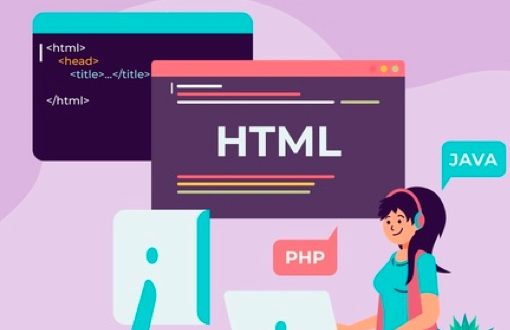 <html>
<head>
<title>...</title>
</html>
HTML
JAVA
PHP